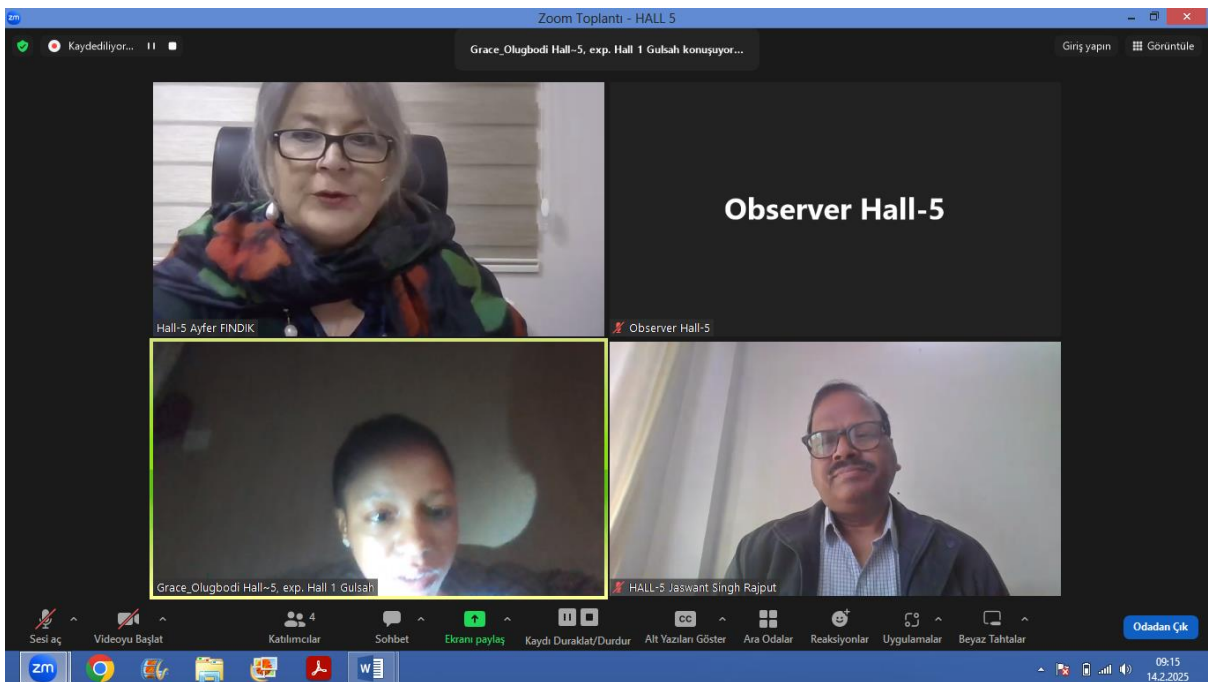 zm
Zoom Toplantı - HALL 5
Kaydediliyor...
Grace_Olugbodi Hall~5, exp. Hall 1 Gulsah konuşuyor...
Giriş yapın
Görüntüle
Hall-5 Ayfer FINDIK
Observer Hall-5
Observer Hall-5
Grace_Olugbodi Hall~5, exp. Hall 1 Gulsah
HALL-5 Jaswant Singh Rajput
4
CC
Sesi aç
Videoyu Başlat
Katılımcılar
Sohbet
Ekranı paylaş
Kaydı Duraklat/Durdur
Alt Yazıları Göster
Ara Odalar
Reaksiyonlar
Uygulamalar
Beyaz Tahtalar
Odadan Çık
zm
W
09:15
14.2.2025